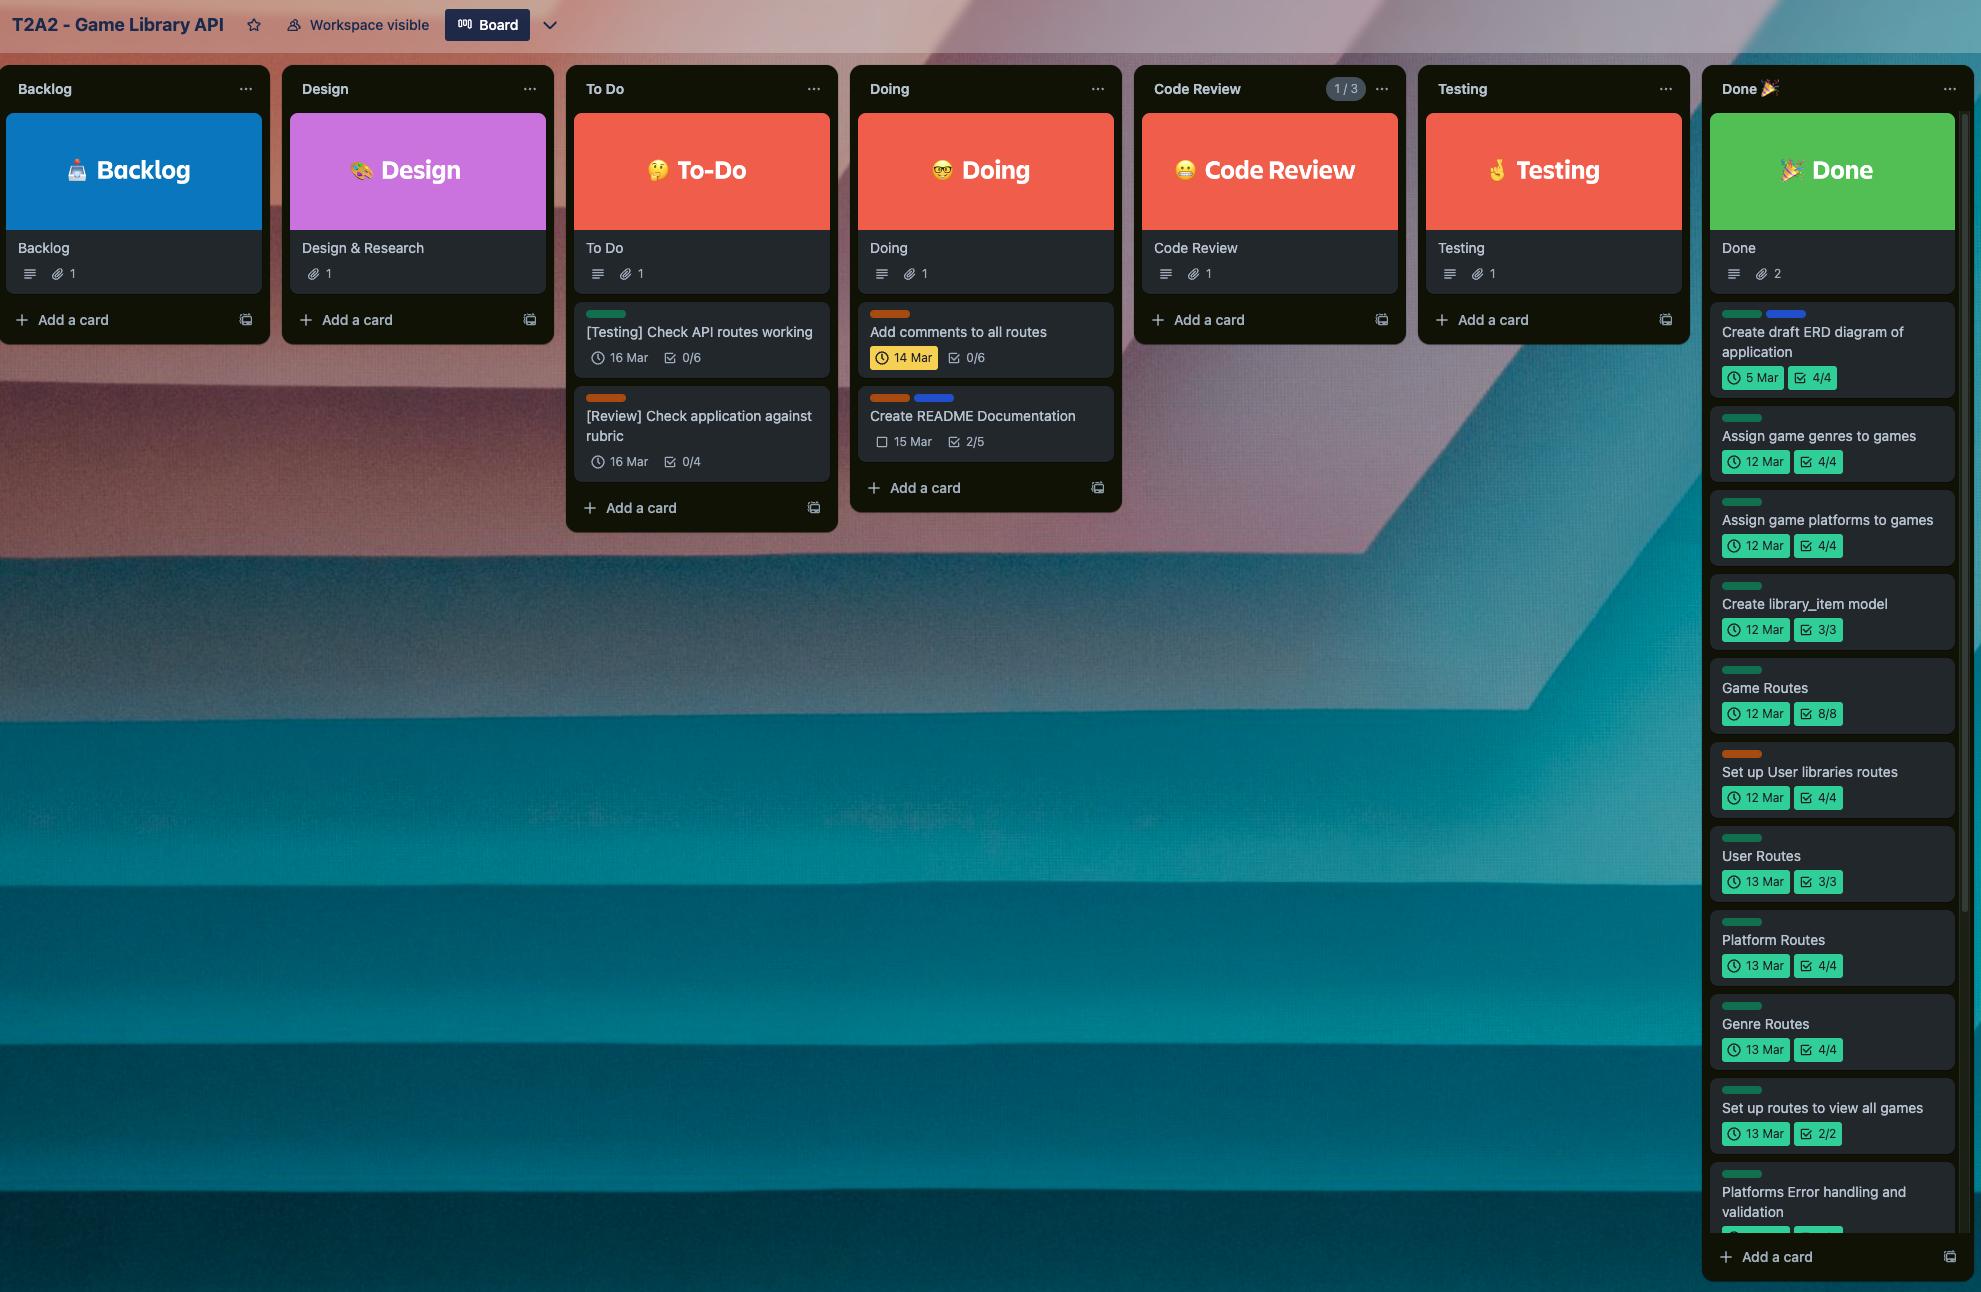 T2A2 - Game Library API
Workspace visible
Board
Backlog
Backlog
Backlog
1
Add a card
Design
Design
Design & Research
1
Add a card
To Do
To-Do
To Do
1
[Testing] Check API routes working
16 Mar 0/6
[Review] Check application against
rubric
16 Mar 0/4
Add a card
Doing
Doing
Doing
1
Add comments to all routes
14 Mar 0/6
Create README Documentation
15 Mar 2/5
Add a card
Code Review 1 / 3
Code Review
Code Review
1
Add a card
Testing
Testing
Testing
1
Add a card
Done
Done
Done
2
Create draft ERD diagram of
application
5 Mar 4/4
Assign game genres to games
12 Mar 4/4
Assign game platforms to games
12 Mar 4/4
Create library_item model
12 Mar 3/3
Game Routes
12 Mar 8/8
Set up User libraries routes
12 Mar 4/4
User Routes
13 Mar 3/3
Platform Routes
13 Mar 4/4
Genre Routes
13 Mar 4/4
Set up routes to view all games
13 Mar 2/2
Platforms Error handling and
validation
Add a card